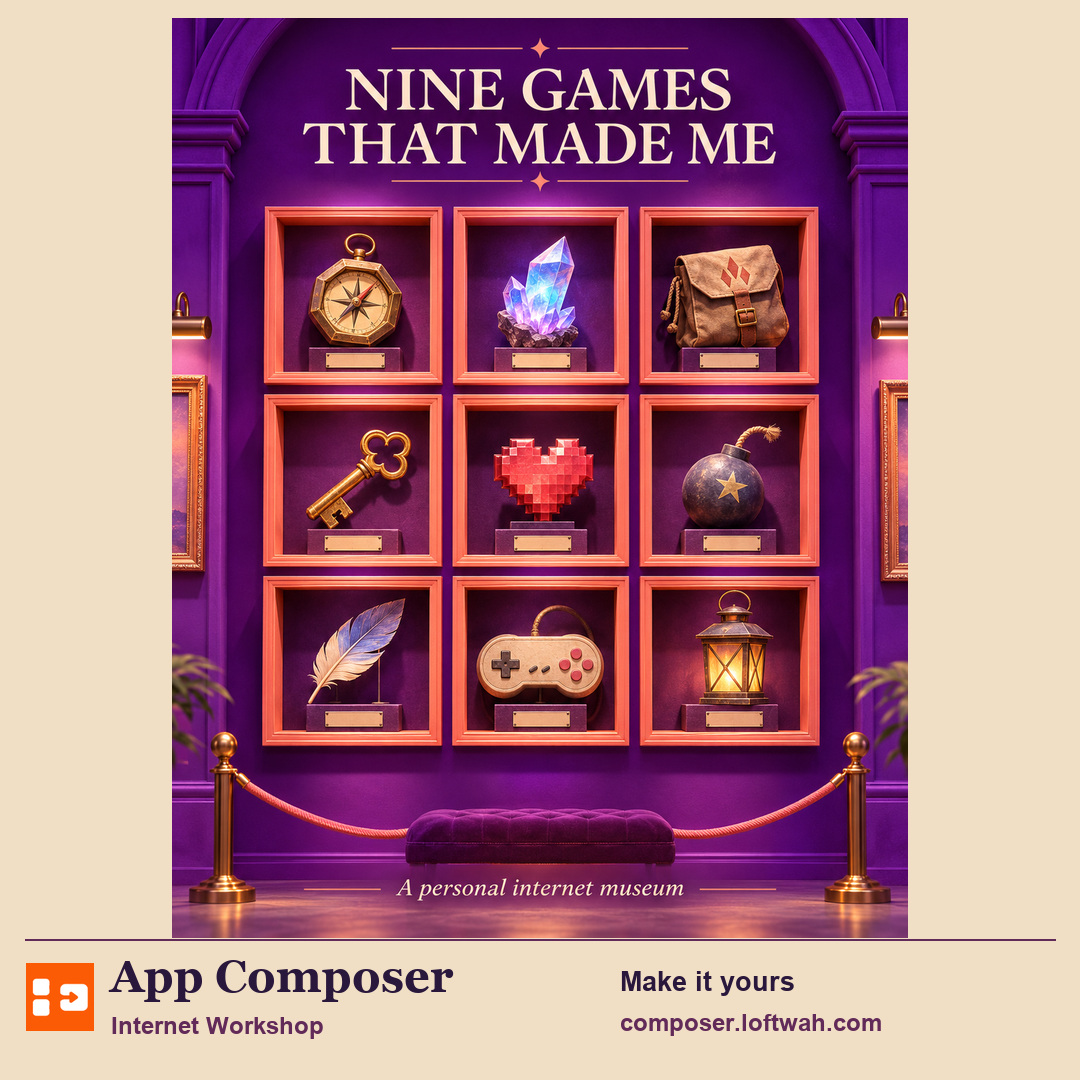 NINE GAMES
THAT MADE ME
A personal internet museum
App Composer
Internet Workshop
Make it yours
composer.loftwah.com